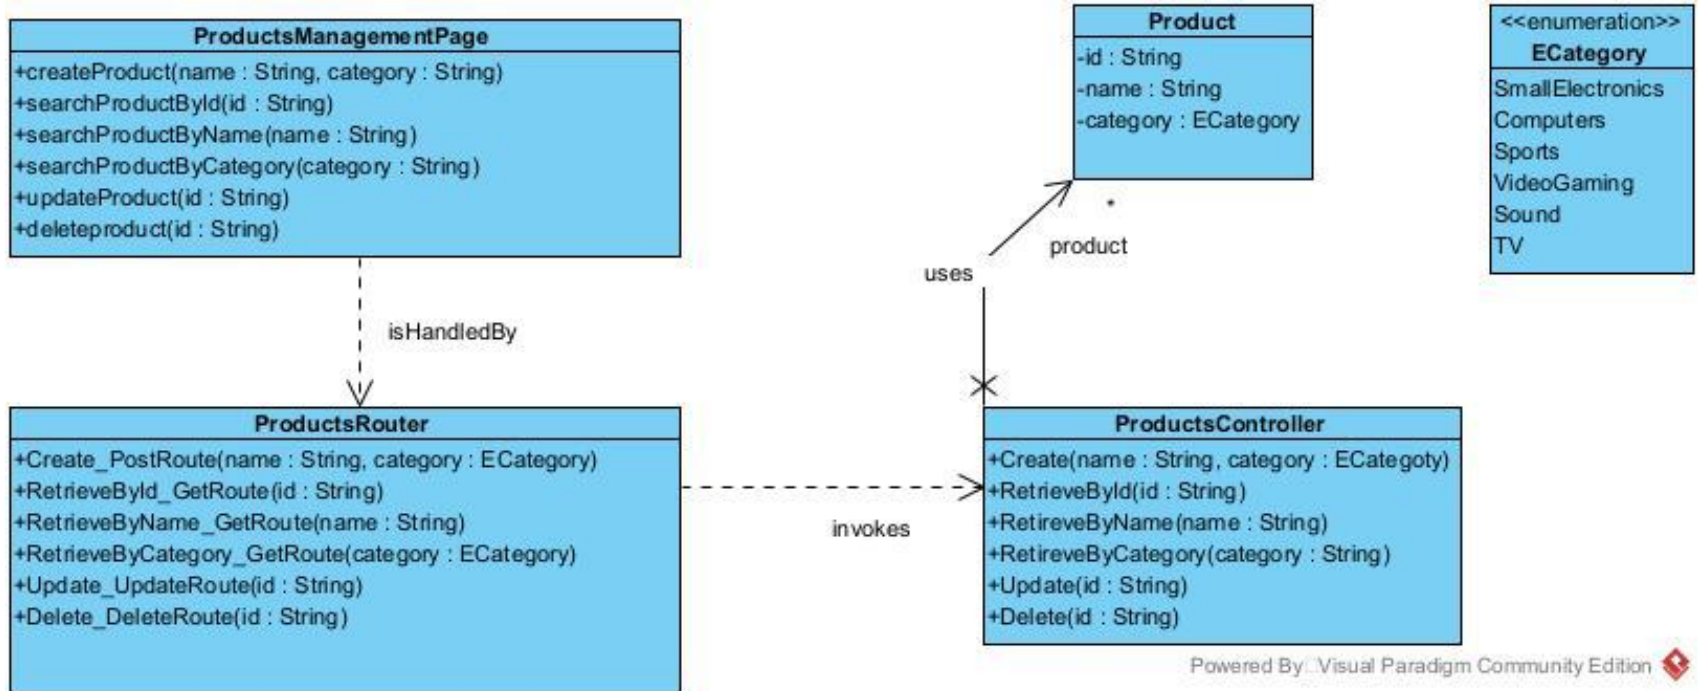 ProductsManagementPage
+createProduct(name : String, category : String)
+searchProductById(id : String)
+searchProductByName(name : String)
+searchProductByCategory(category : String)
+updateProduct(id : String)
+deleteproduct(id : String)
Product
-id : String
-name : String
-category : ECategory
<<enumeration>>
ECategory
SmallElectronics
Computers
Sports
VideoGaming
Sound
TV
*
product
uses
isHandledBy
ProductsRouter
+Create_PostRoute(name : String, category : ECategory)
+RetrieveById_GetRoute(id : String)
+RetrieveByName_GetRoute(name : String)
+RetrieveByCategory_GetRoute(category : ECategory)
+Update_UpdateRoute(id : String)
+Delete_DeleteRoute(id : String)
invokes
ProductsController
+Create(name : String, category : ECategoty)
+RetrieveById(id : String)
+RetireveByName(name : String)
+RetireveByCategory(category : String)
+Update(id : String)
+Delete(id : String)
Powered By: Visual Paradigm Community Edition